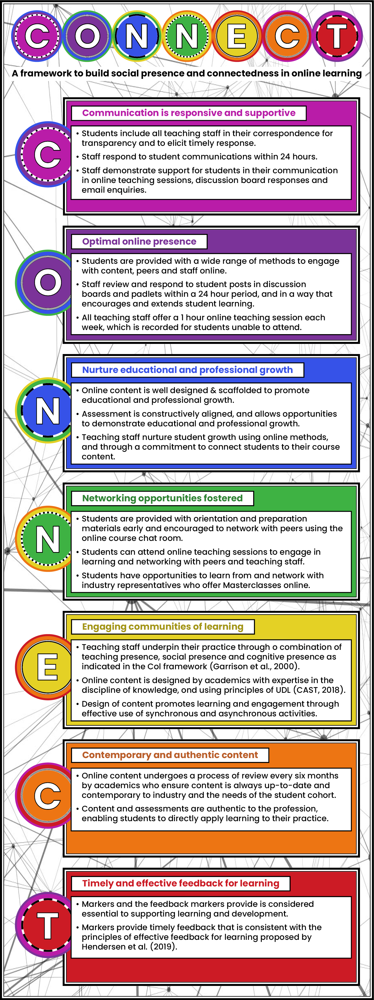 CONNECT
A framework to build social presence and connectedness in online learning
C
Communication is responsive and supportive
• Students include all teaching staff in their correspondence for
transparency and to elicit timely response.
• Staff respond to student communications within 24 hours.
• Staff demonstrate support for students in their communication
in online teaching sessions, discussion board responses and
email enquiries.
O
Optimal online presence
• Students are provided with a wide range of methods to engage
with content, peers and staff online.
• Staff review and respond to student posts in discussion
boards and padlets within a 24 hour period, and in a way that
encourages and extends student learning.
• All teaching staff offer a 1 hour online teaching session each
week, which is recorded for students unable to attend.
N
Nurture educational and professional growth
• Online content is well designed & scaffolded to promote
educational and professional growth.
• Assessment is constructively aligned, and allows opportunities
to demonstrate educational and professional growth.
• Teaching staff nurture student growth using online methods,
and through a commitment to connect students to their course
content.
N
Networking opportunities fostered
• Students are provided with orientation and preparation
materials early and encouraged to network with peers using the
online course chat room.
• Students can attend online teaching sessions to engage in
learning and networking with peers and teaching staff.
• Students have opportunities to learn from and network with
industry representatives who offer Masterclasses online.
E
Engaging communities of learning
• Teaching staff underpin their practice through o combination of
teaching presence, social presence and cognitive presence as
indicated in the CoI framework (Garrison et al., 2000).
• Online content is designed by academics with expertise in the
discipline of knowledge, ond using principles of UDL (CAST, 2018).
• Design of content promotes learning and engagement through
effective use of synchronous and asynchronous activities.
C
Contemporary and authentic content
• Online content undergoes a process of review every six months
by academics who ensure content is always up-to-date and
contemporary to industry and the needs of the student cohort.
• Content and assessments are authentic to the profession,
enabling students to directly apply learning to their practice.
T
Timely and effective feedback for learning
• Markers and the feedback markers provide is considered
essential to supporting learning and development.
• Markers provide timely feedback that is consistent with the
principles of effective feedback for learning proposed by
Hendersen et al. (2019).